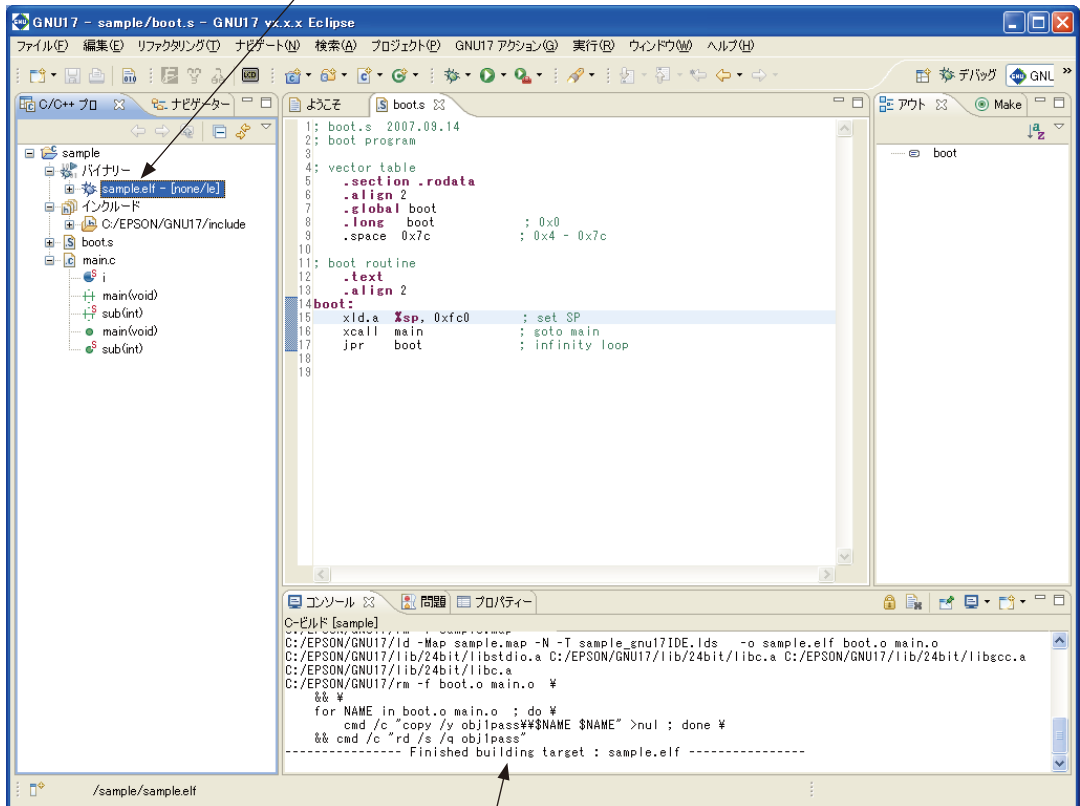 GNU17 - sample/boot.s - GNU17 vx.x.x Eclipse
ファイル(F) 編集(E) リファクタリング(T) ナビゲート(N) 検索(A) プロジェクト(P) GNU17 アクション(G) 実行(R) ウィンドウ(W) ヘルプ(H)
デバッグ GNU »
C/C++ プロ ナビゲーター
sample
バイナリー
sample.elf - [none/le]
インクルード
C:/EPSON/GNU17/include
boot.s
main.c
i
main(void)
sub(int)
main(void)
sub(int)
ようこそ boot.s
1; boot.s 2007.09.14
2; boot program
3
4; vector table
5 .section .rodata
6 .align 2
7 .global boot
8 .long boot ; 0x0
9 .space 0x7c ; 0x4 - 0x7c
10
11; boot routine
12 .text
13 .align 2
14 boot:
15 xld.a %sp, 0xfc0 ; set SP
16 xcall main ; goto main
17 jpr boot ; infinity loop
18
19
アウト Make
boot
コンソール 問題 プロパティー
C-ビルド [sample]
C:/EPSON/GNU17/rm -f sample.map
C:/EPSON/GNU17/ld -Map sample.map -N -T sample_gnu17IDE.lds -o sample.elf boot.o main.o
C:/EPSON/GNU17/lib/24bit/libstdio.a C:/EPSON/GNU17/lib/24bit/libc.a C:/EPSON/GNU17/lib/24bit/libgcc.a
C:/EPSON/GNU17/lib/24bit/libc.a
C:/EPSON/GNU17/rm -f boot.o main.o ¥
&& ¥
for NAME in boot.o main.o ; do ¥
cmd /c "copy /y obj1pass¥¥$NAME $NAME" >nul ; done ¥
&& cmd /c "rd /s /q obj1pass"
---------------- Finished building target : sample.elf ----------------
/sample/sample.elf